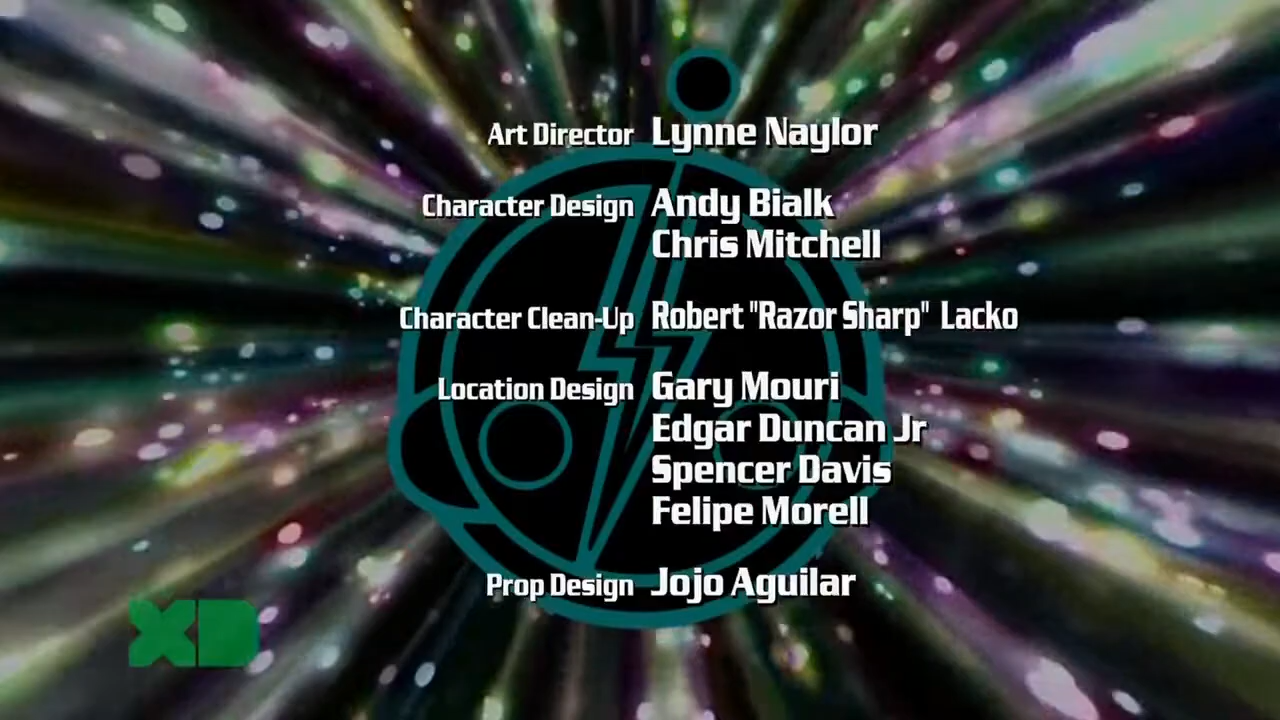 Art Director Lynne Naylor
Character Design Andy Bialk
Chris Mitchell
Character Clean-Up Robert "Razor Sharp" Lacko
Location Design Gary Mouri
Edgar Duncan Jr
Spencer Davis
Felipe Morell
Prop Design Jojo Aguilar
XD